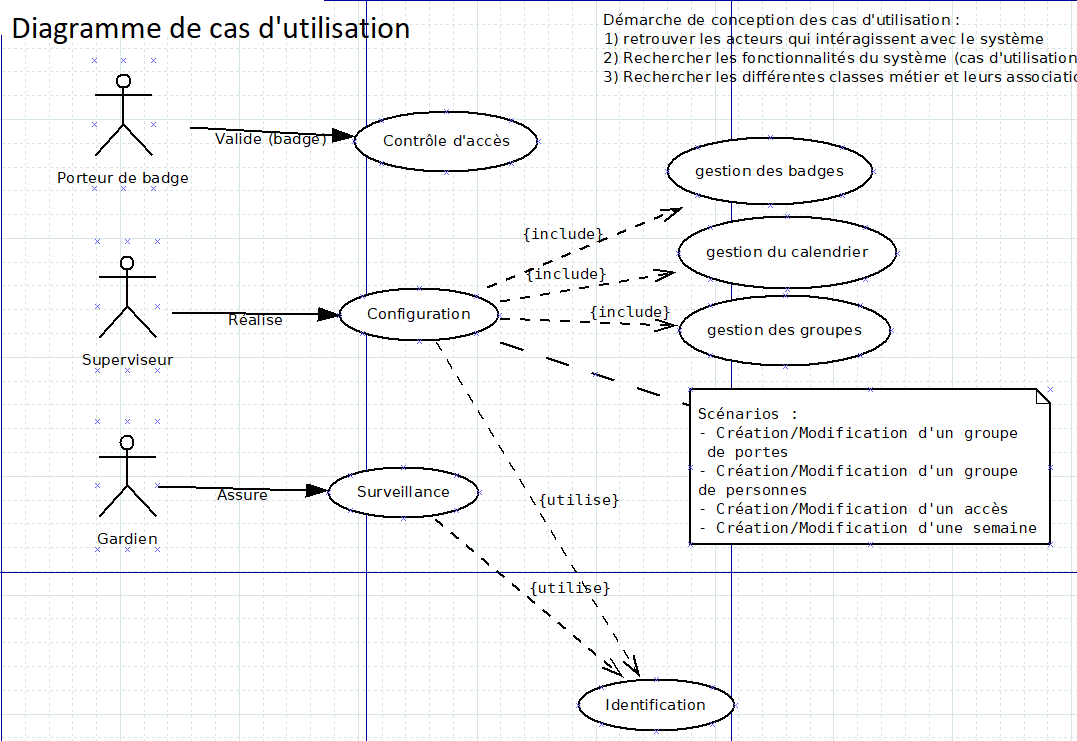 Diagramme de cas d'utilisation
Démarche de conception des cas d'utilisation :
1) retrouver les acteurs qui intéragissent avec le système
2) Rechercher les fonctionnalités du système (cas d'utilisation
3) Rechercher les différentes classes métier et leurs
Valide (badge)
Contrôle d'accès
Porteur de badge
gestion des badges
{include}
gestion du calendrier
{include}
{include}
Configuration
Réalise
gestion des groupes
Superviseur
Scénarios :
- Création/Modification d'un groupe
de portes
- Création/Modification d'un groupe
de personnes
- Création/Modification d'un accès
- Création/Modification d'une semaine
Surveillance
Assure
{utilise}
Gardien
{utilise}
Identification